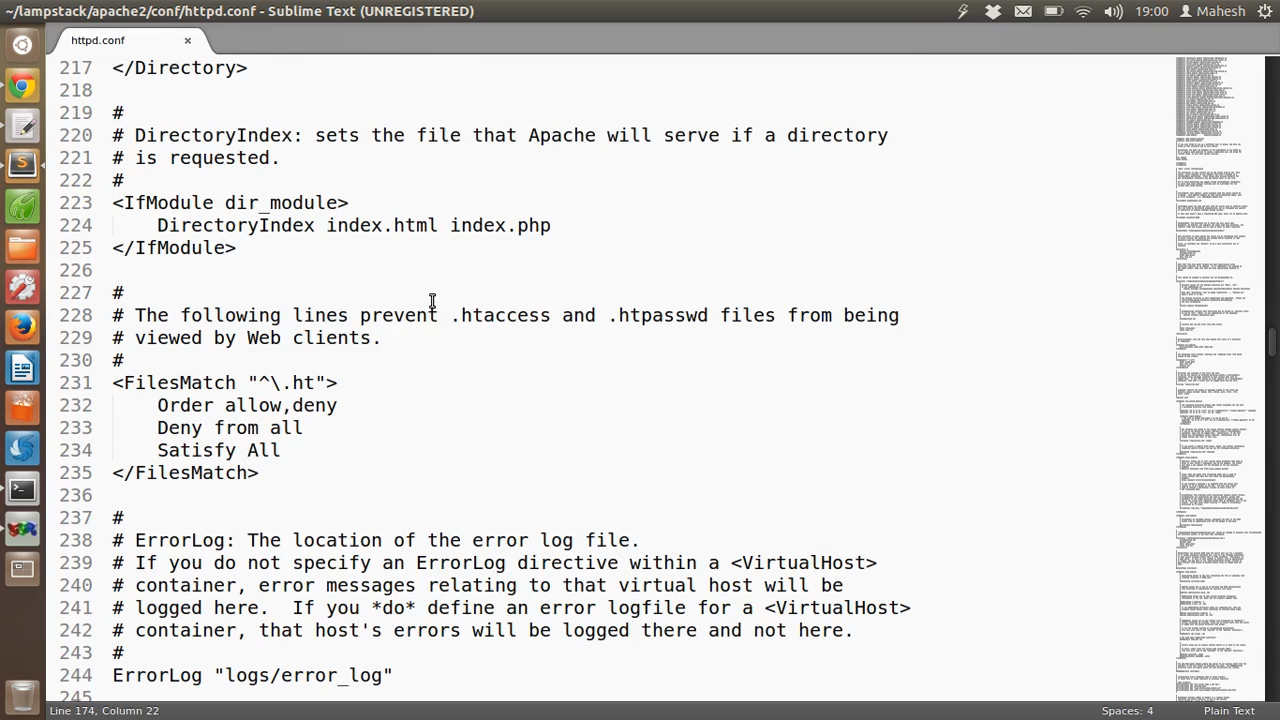 ~/lampstack/apache2/conf/httpd.conf - Sublime Text (UNREGISTERED)
19:00 Mahesh
httpd.conf ×
217 </Directory>
218
219 #
220 # DirectoryIndex: sets the file that Apache will serve if a directory
221 # is requested.
222 #
223 <IfModule dir_module>
224 DirectoryIndex index.html index.php
225 </IfModule>
226
227 #
228 # The following lines prevent .htaccess and .htpasswd files from being
229 # viewed by Web clients.
230 #
231 <FilesMatch "^\.ht">
232 Order allow,deny
233 Deny from all
234 Satisfy All
235 </FilesMatch>
236
237 #
238 # ErrorLog: The location of the error log file.
239 # If you do not specify an ErrorLog directive within a <VirtualHost>
240 # container, error messages relating to that virtual host will be
241 # logged here.  If you *do* define an error logfile for a <VirtualHost>
242 # container, that host's errors will be logged there and not here.
243 #
244 ErrorLog "logs/error_log"
245
Line 174, Column 22
Spaces: 4
Plain Text